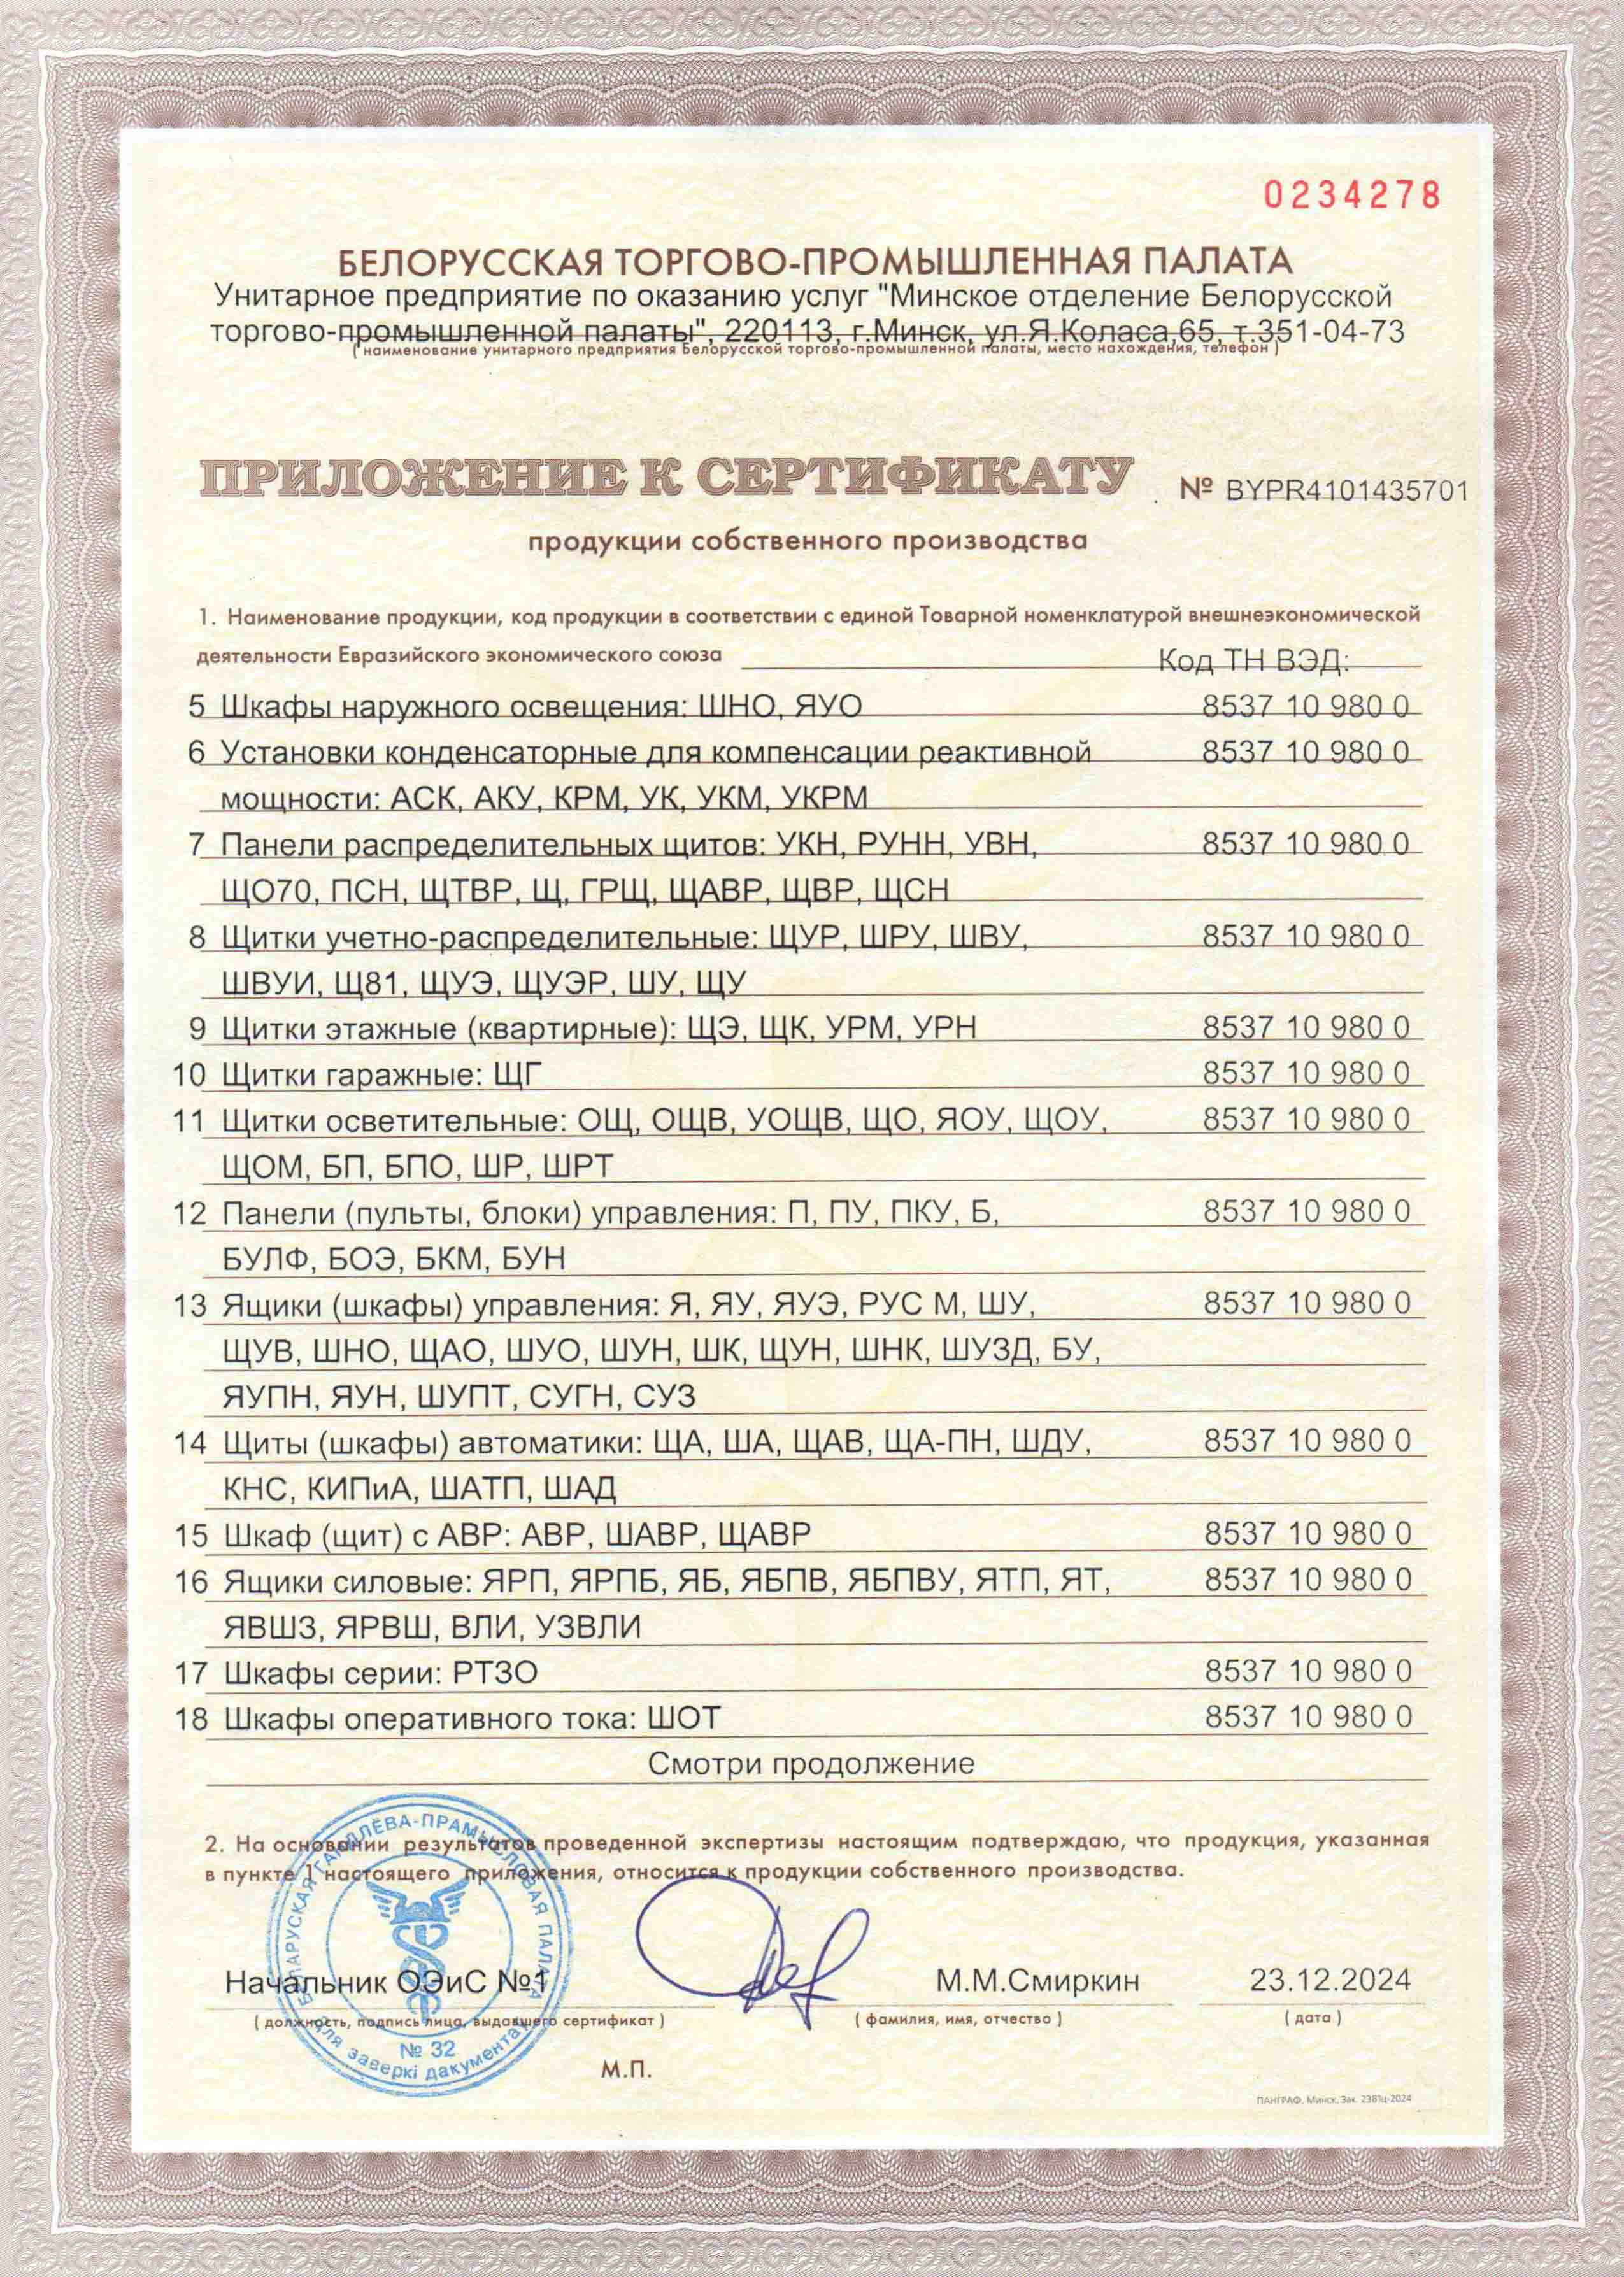 0234278
БЕЛОРУССКАЯ ТОРГОВО-ПРОМЫШЛЕННАЯ ПАЛАТА
Унитарное предприятие по оказанию услуг "Минское отделение Белорусской
торгово-промышленной палаты", 220113, г.Минск, ул.Я.Коласа,65, т.351-04-73
( наименование унитарного предприятия Белорусской торгово-промышленной палаты, место нахождения, телефон )
ПРИЛОЖЕНИЕ К СЕРТИФИКАТУ № BYPR4101435701
продукции собственного производства
1. Наименование продукции, код продукции в соответствии с единой Товарной номенклатурой внешнеэкономической
деятельности Евразийского экономического союза Код ТН ВЭД:
5 Шкафы наружного освещения: ШНО, ЯУО 8537 10 980 0
6 Установки конденсаторные для компенсации реактивной 8537 10 980 0
мощности: АСК, АКУ, КРМ, УК, УКМ, УКРМ
7 Панели распределительных щитов: УКН, РУНН, УВН, 8537 10 980 0
ЩО70, ПСН, ЩТВР, Щ, ГРЩ, ЩАВР, ЩВР, ЩСН
8 Щитки учетно-распределительные: ЩУР, ШРУ, ШВУ, 8537 10 980 0
ШВУИ, Щ81, ЩУЭ, ЩУЭР, ШУ, ЩУ
9 Щитки этажные (квартирные): ЩЭ, ЩК, УРМ, УРН 8537 10 980 0
10 Щитки гаражные: ЩГ 8537 10 980 0
11 Щитки осветительные: ОЩ, ОЩВ, УОЩВ, ЩО, ЯОУ, ЩОУ, 8537 10 980 0
ЩОМ, БП, БПО, ШР, ШРТ
12 Панели (пульты, блоки) управления: П, ПУ, ПКУ, Б, 8537 10 980 0
БУЛФ, БОЭ, БКМ, БУН
13 Ящики (шкафы) управления: Я, ЯУ, ЯУЭ, РУС М, ШУ, 8537 10 980 0
ЩУВ, ШНО, ЩАО, ШУО, ШУН, ШК, ЩУН, ШНК, ШУЗД, БУ,
ЯУПН, ЯУН, ШУПТ, СУГН, СУЗ
14 Щиты (шкафы) автоматики: ЩА, ША, ЩАВ, ЩА-ПН, ШДУ, 8537 10 980 0
КНС, КИПиА, ШАТП, ШАД
15 Шкаф (щит) с АВР: АВР, ШАВР, ЩАВР 8537 10 980 0
16 Ящики силовые: ЯРП, ЯРПБ, ЯБ, ЯБПВ, ЯБПВУ, ЯТП, ЯТ, 8537 10 980 0
ЯВШЗ, ЯРВШ, ВЛИ, УЗВЛИ
17 Шкафы серии: РТЗО 8537 10 980 0
18 Шкафы оперативного тока: ШОТ 8537 10 980 0
Смотри продолжение
2. На основании результатов проведенной экспертизы настоящим подтверждаю, что продукция, указанная
в пункте 1 настоящего приложения, относится к продукции собственного производства.
БЕЛАРУСКАЯ ГАНДЛЁВА-ПРАМЫСЛОВАЯ ПАЛАТА
Начальник ОЭиС №1 М.М.Смиркин 23.12.2024
( должность, подпись лица, выдавшего сертификат ) ( фамилия, имя, отчество ) ( дата )
№ 32
Для заверкі дакументаў
М.П.
ПАНГРАФ, Минск, Зак. 2381ц-2024